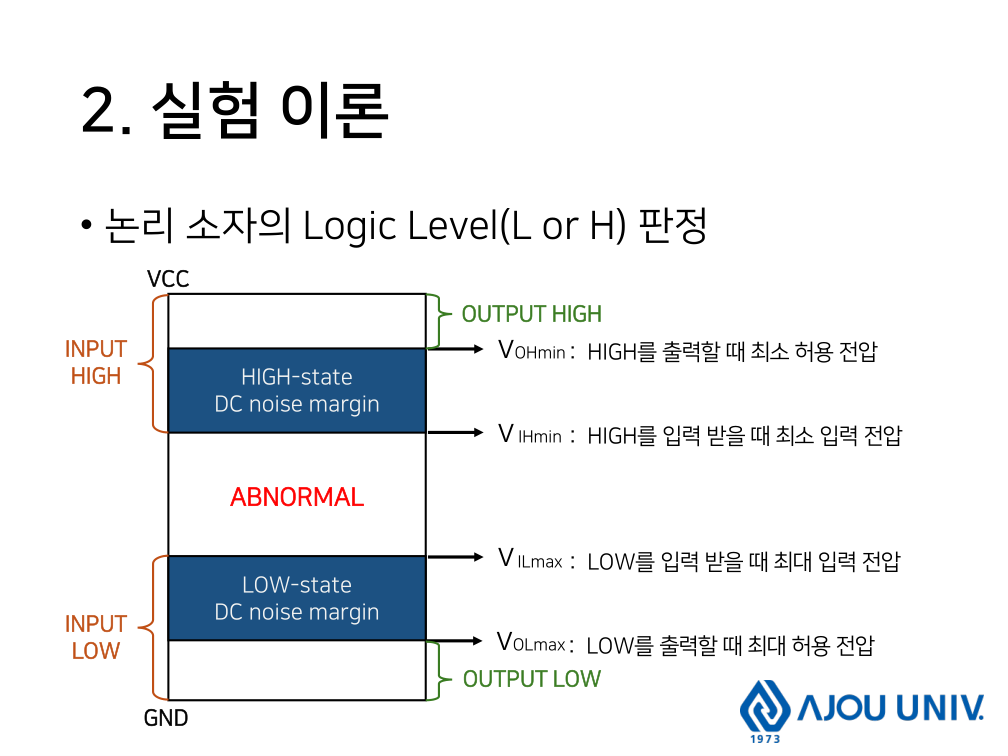 2. 실험 이론
• 논리 소자의 Logic Level(L or H) 판정
VCC
OUTPUT HIGH
INPUT
HIGH
VOHmin : HIGH를 출력할 때 최소 허용 전압
HIGH-state
DC noise margin
V IHmin : HIGH를 입력 받을 때 최소 입력 전압
ABNORMAL
V ILmax : LOW를 입력 받을 때 최대 입력 전압
LOW-state
DC noise margin
INPUT
LOW
VOLmax : LOW를 출력할 때 최대 허용 전압
OUTPUT LOW
GND
AJOU UNIV.
1973